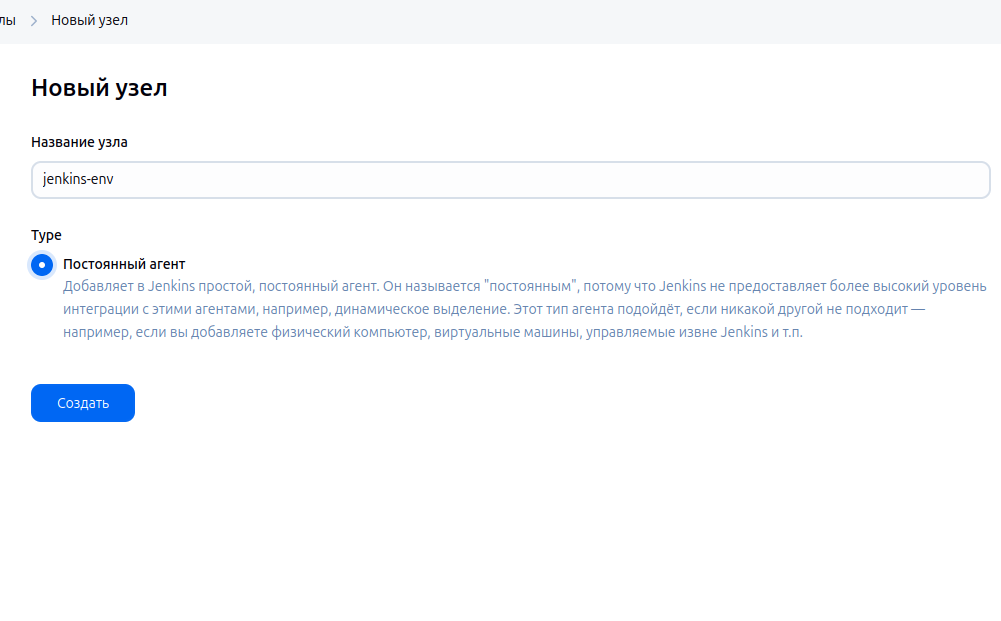 лы > Новый узел
Новый узел
Название узла
jenkins-env
Type
Постоянный агент
Добавляет в Jenkins простой, постоянный агент. Он называется "постоянным", потому что Jenkins не предоставляет более высокий уровень
интеграции с этими агентами, например, динамическое выделение. Этот тип агента подойдёт, если никакой другой не подходит —
например, если вы добавляете физический компьютер, виртуальные машины, управляемые извне Jenkins и т.п.
Создать